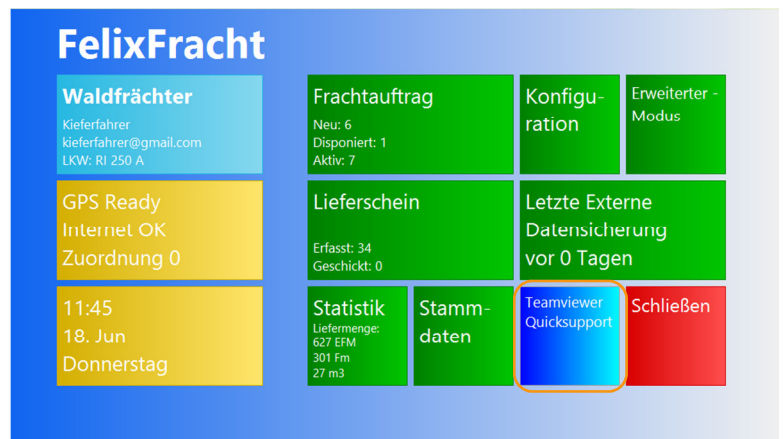 FelixFracht
Waldfrächter
Kieferfahrer
kieferfahrer@gmail.com
LKW: RI 250 A
Frachtauftrag
Neu: 6
Disponiert: 1
Aktiv: 7
Konfigu-
ration
Erweiterter -
Modus
GPS Ready
Internet OK
Zuordnung 0
Lieferschein
Erfasst: 34
Geschickt: 0
Letzte Externe
Datensicherung
vor 0 Tagen
11:45
18. Jun
Donnerstag
Statistik
Liefermenge:
627 EFM
301 Fm
27 m3
Stamm-
daten
Teamviewer
Quicksupport
Schließen